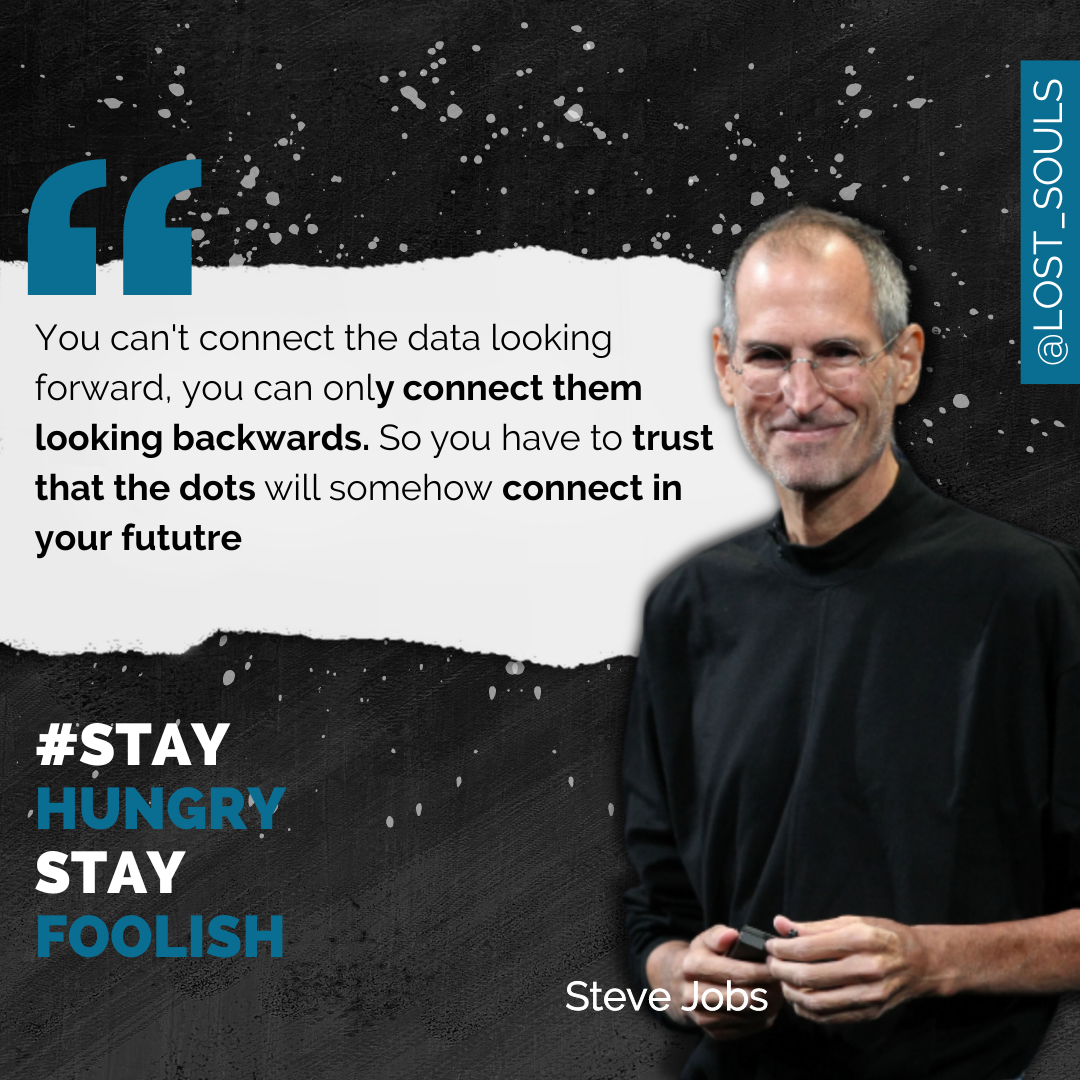 @LOST_SOULS
You can't connect the data looking
forward, you can only connect them
looking backwards. So you have to trust
that the dots will somehow connect in
your fututre
#STAY
HUNGRY
STAY
FOOLISH
Steve Jobs